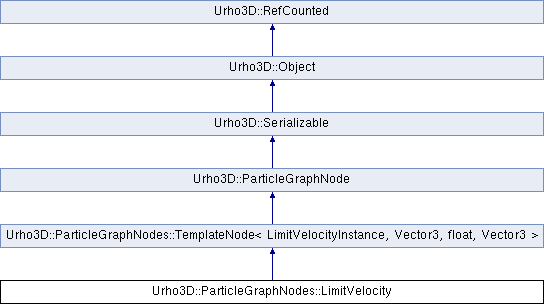 Urho3D::RefCounted
Urho3D::Object
Urho3D::Serializable
Urho3D::ParticleGraphNode
Urho3D::ParticleGraphNodes::TemplateNode< LimitVelocityInstance, Vector3, float, Vector3 >
Urho3D::ParticleGraphNodes::LimitVelocity